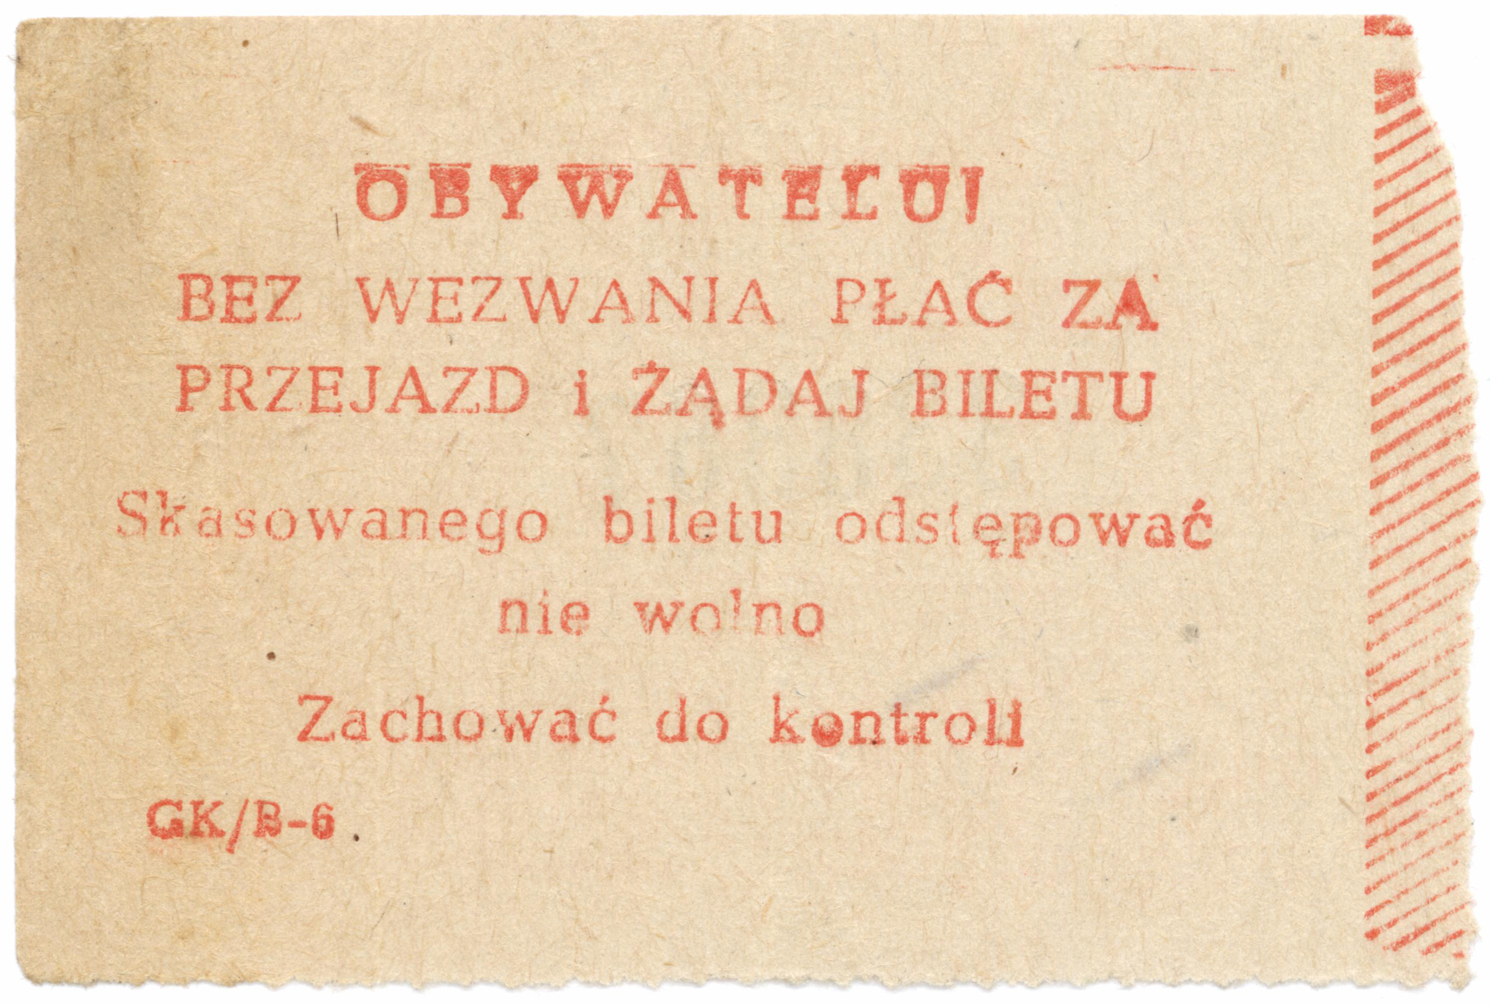 OBYWATELU!
BEZ WEZWANIA PŁAĆ ZA
PRZEJAZD i ŻĄDAJ BILETU
Skasowanego biletu odstępować
nie wolno
Zachować do kontroli
GK/B-6